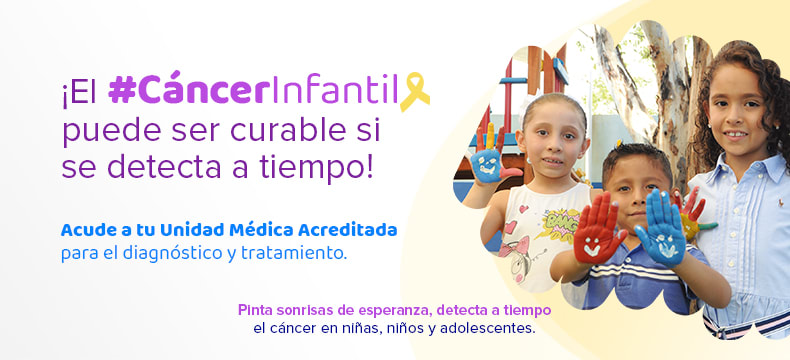 ¡El #CáncerInfantil
puede ser curable si
se detecta a tiempo!
Acude a tu Unidad Médica Acreditada
para el diagnóstico y tratamiento.
Pinta sonrisas de esperanza, detecta a tiempo
el cáncer en niñas, niños y adolescentes.